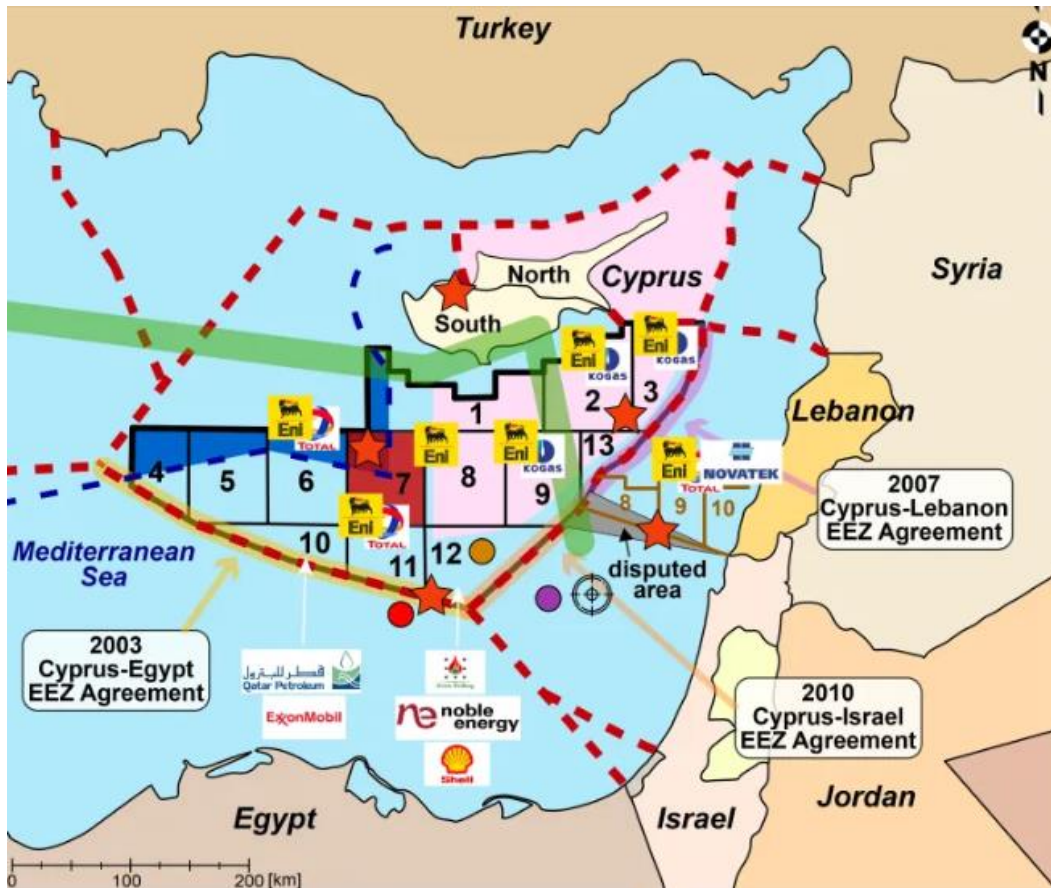 Turkey
N
North
Cyprus
Syria
South
Eni
KOGAS
Eni
KOGAS
1
2
3
Lebanon
Eni
TOTAL
Eni
Eni
KOGAS
13
Eni
TOTAL
NOVATEK
4
5
6
7
8
9
8
9
10
2007
Cyprus-Lebanon
EEZ Agreement
Eni
TOTAL
10
11
12
Mediterranean
Sea
disputed
area
2003
Cyprus-Egypt
EEZ Agreement
قطر للبترول
Qatar Petroleum
ExxonMobil
ne noble
energy
Shell
2010
Cyprus-Israel
EEZ Agreement
Egypt
Israel
Jordan
0 100 200 [km]